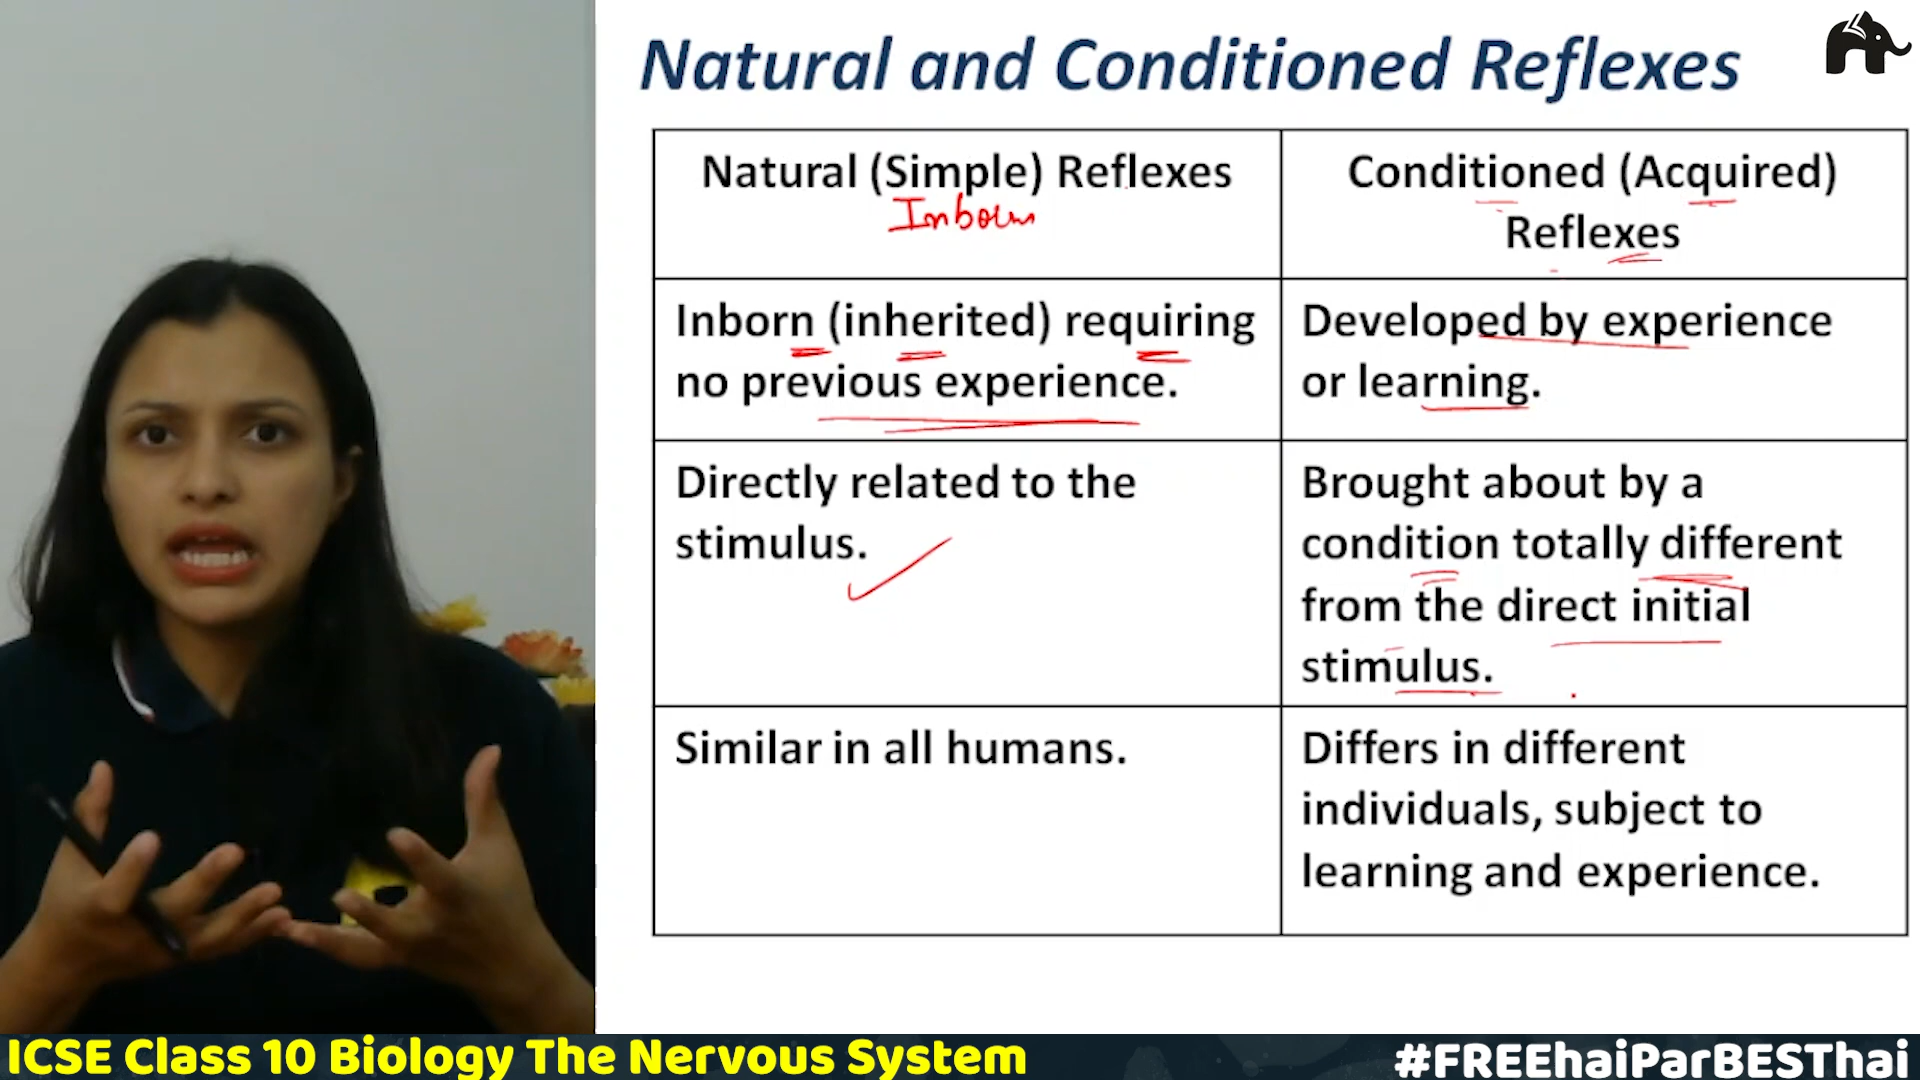 Natural and Conditioned Reflexes
Natural (Simple) Reflexes
Inborn
Conditioned (Acquired)
Reflexes
Inborn (inherited) requiring
no previous experience.
Developed by experience
or learning.
Directly related to the
stimulus.
Brought about by a
condition totally different
from the direct initial
stimulus.
Similar in all humans.
Differs in different
individuals, subject to
learning and experience.
ICSE Class 10 Biology The Nervous System
#FREEhaiParBESThai